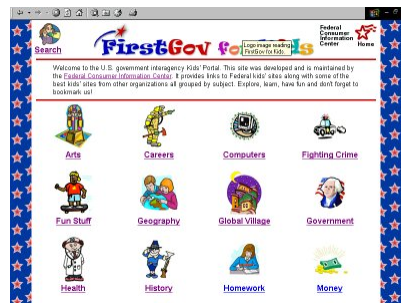 Federal
Consumer
Information
Center
Home
Search
FirstGov for Kids
Logo image reading
FirstGov for Kids.
Welcome to the U.S. government interagency Kids' Portal. This site was developed and is maintained by
the Federal Consumer Information Center. It provides links to Federal kids' sites along with some of the
best kids' sites from other organizations all grouped by subject. Explore, learn, have fun and don't forget to
bookmark us!
Arts
Careers
Computers
Fighting Crime
Fun Stuff
Geography
Global Village
Government
Health
History
Homework
Money